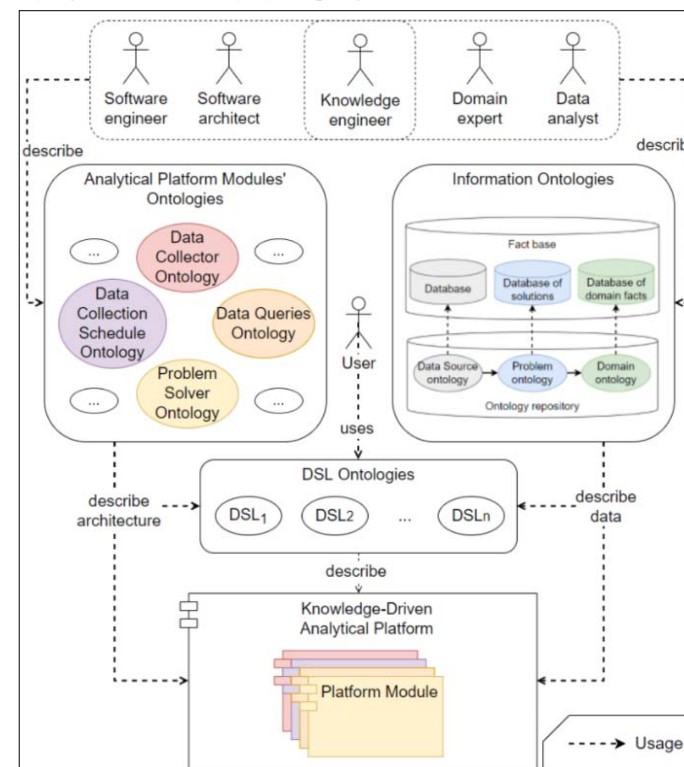 Software
engineer
Software
architect
Knowledge
engineer
Domain
expert
Data
analyst
describe
describ
Analytical Platform Modules'
Ontologies
...
Data
Collector
Ontology
...
Data
Collection
Schedule
Ontology
Data Queries
Ontology
...
Problem
Solver
Ontology
...
User
uses
Information Ontologies
Fact base
Database
Database of
solutions
Database of
domain facts
Data Source
ontology
Problem
ontology
Domain
ontology
Ontology repository
DSL Ontologies
DSL1
DSL2
...
DSLn
describe
architecture
describe
data
describe
Knowledge-Driven
Analytical Platform
Platform Module
Usage